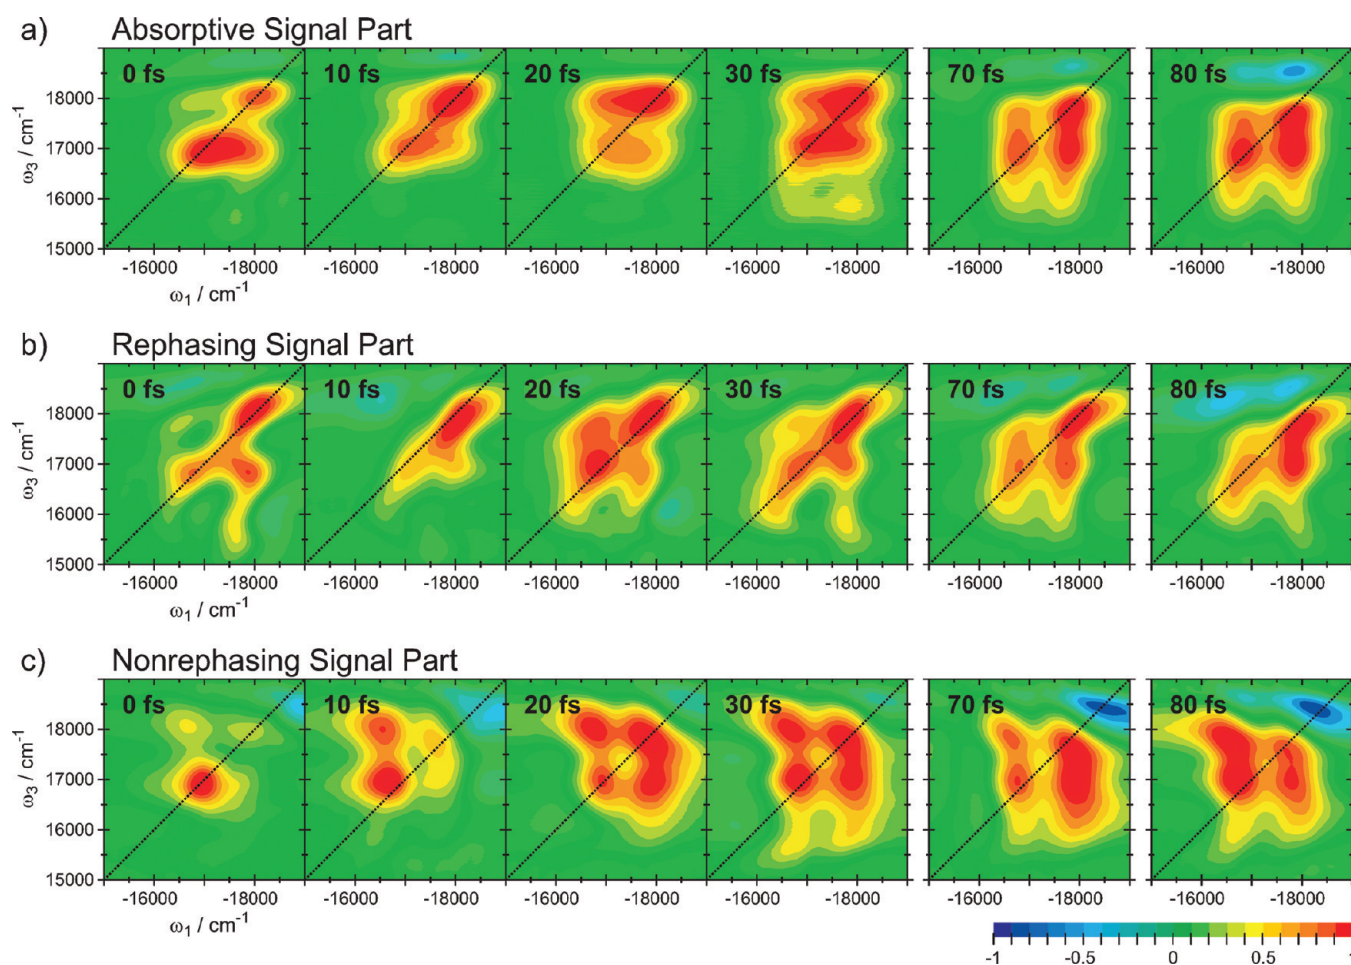 a) Absorptive Signal Part
0 fs 10 fs 20 fs 30 fs 70 fs 80 fs
18000
17000
16000
15000
ω3 / cm-1
-16000 -18000 -16000 -18000 -16000 -18000 -16000 -18000 -16000 -18000 -16000 -18000
ω1 / cm-1
b) Rephasing Signal Part
0 fs 10 fs 20 fs 30 fs 70 fs 80 fs
18000
17000
16000
15000
ω3 / cm-1
-16000 -18000 -16000 -18000 -16000 -18000 -16000 -18000 -16000 -18000 -16000 -18000
ω1 / cm-1
c) Nonrephasing Signal Part
0 fs 10 fs 20 fs 30 fs 70 fs 80 fs
18000
17000
16000
15000
ω3 / cm-1
-16000 -18000 -16000 -18000 -16000 -18000 -16000 -18000 -16000 -18000 -16000 -18000
ω1 / cm-1
-1 -0.5 0 0.5 1